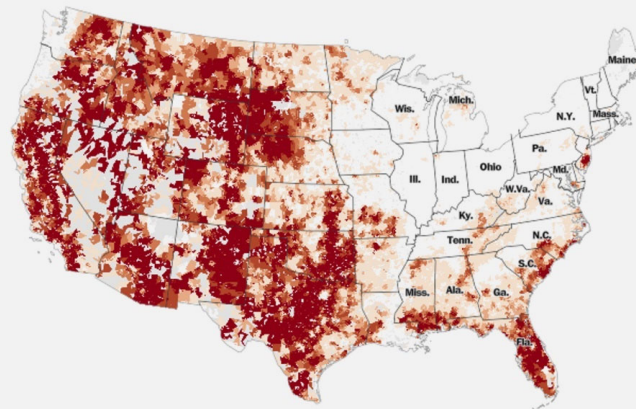 Maine
Vt.
Wis.
Mich.
N.Y.
Mass.
Pa.
Ill.
Ind.
Ohio
Md.
W.Va.
Va.
Ky.
Tenn.
N.C.
S.C.
Miss.
Ala.
Ga.
Fla.